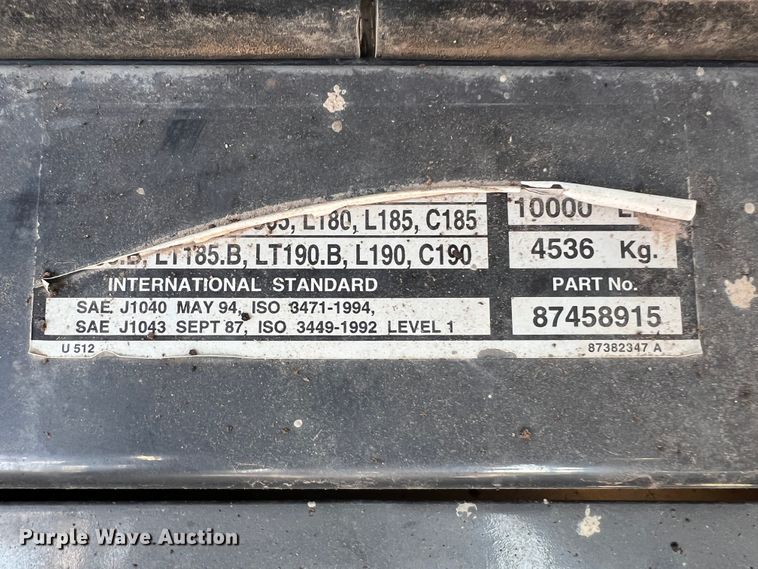 L180, L185, C185
10000
LT185.B, LT190.B, L190, C190
4536 Kg.
INTERNATIONAL STANDARD
PART No.
SAE J1040 MAY 94, ISO 3471-1994,
SAE J1043 SEPT 87, ISO 3449-1992 LEVEL 1
87458915
U 512
87382347 A
Purple Wave Auction